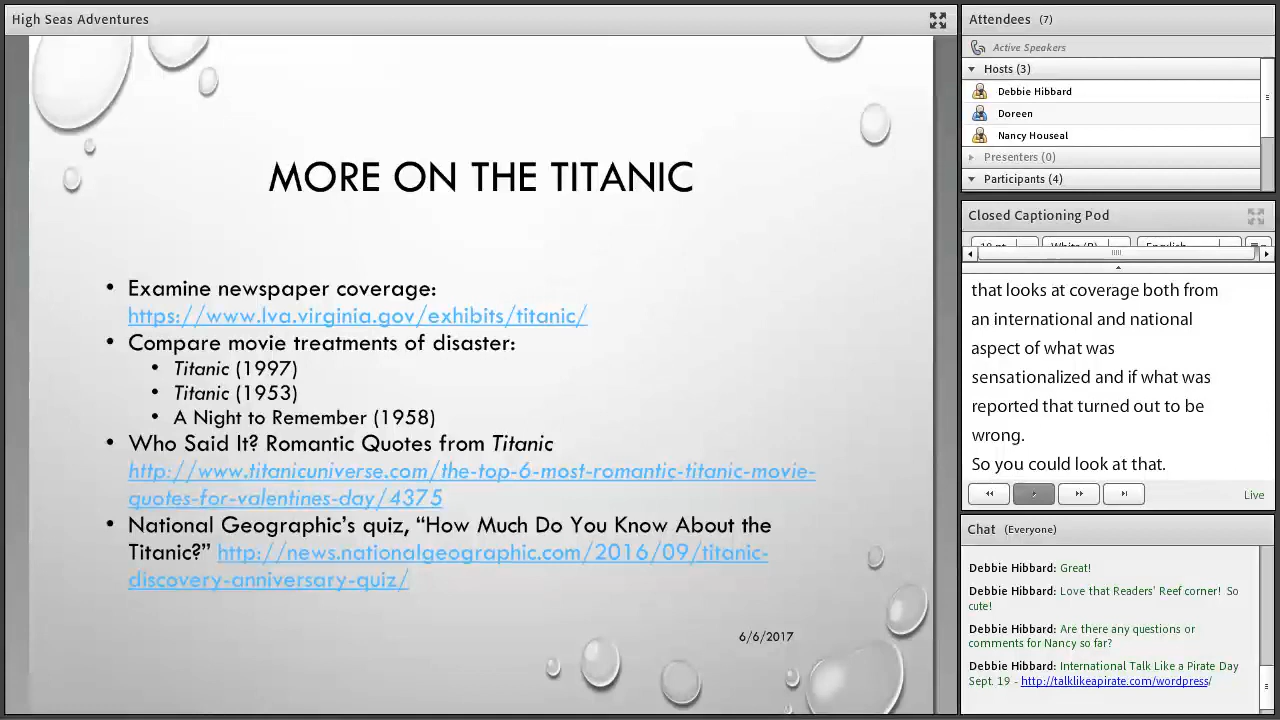 High Seas Adventures
MORE ON THE TITANIC
• Examine newspaper coverage:
https://www.lva.virginia.gov/exhibits/titanic/
• Compare movie treatments of disaster:
• Titanic (1997)
• Titanic (1953)
• A Night to Remember (1958)
• Who Said It? Romantic Quotes from Titanic
http://www.titanicuniverse.com/the-top-6-most-romantic-titanic-movie-
quotes-for-valentines-day/4375
• National Geographic's quiz, “How Much Do You Know About the
Titanic?” http://news.nationalgeographic.com/2016/09/titanic-
discovery-anniversary-quiz/
6/6/2017
Attendees (7)
Active Speakers
Hosts (3)
Debbie Hibbard
Doreen
Nancy Houseal
Presenters (0)
Participants (4)
Closed Captioning Pod
English
that looks at coverage both from
an international and national
aspect of what was
sensationalized and if what was
reported that turned out to be
wrong.
So you could look at that.
Live
Chat (Everyone)
Debbie Hibbard: Great!
Debbie Hibbard: Love that Readers' Reef corner! So
cute!
Debbie Hibbard: Are there any questions or
comments for Nancy so far?
Debbie Hibbard: International Talk Like a Pirate Day
Sept. 19 - http://talklikeapirate.com/wordpress/